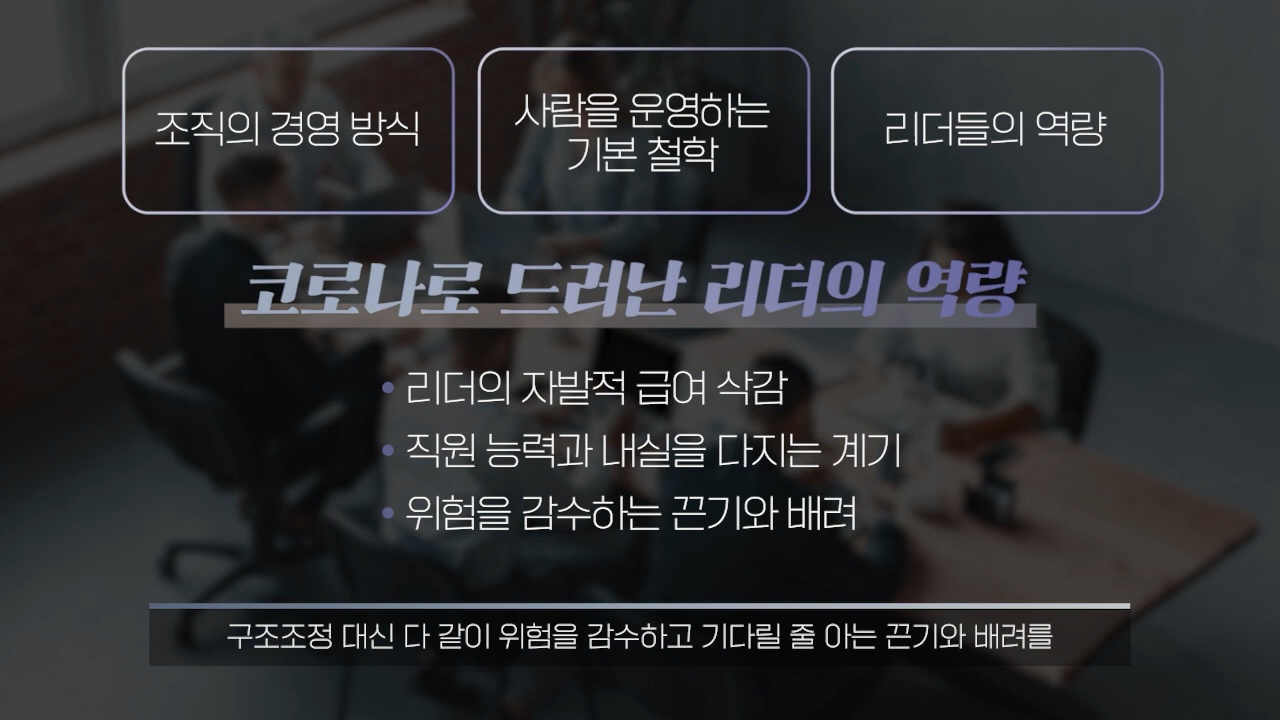 조직의 경영 방식
사람을 운영하는
기본 철학
리더들의 역량
코로나로 드러난 리더의 역량
• 리더의 자발적 급여 삭감
• 직원 능력과 내실을 다지는 계기
• 위험을 감수하는 끈기와 배려
구조조정 대신 다 같이 위험을 감수하고 기다릴 줄 아는 끈기와 배려를